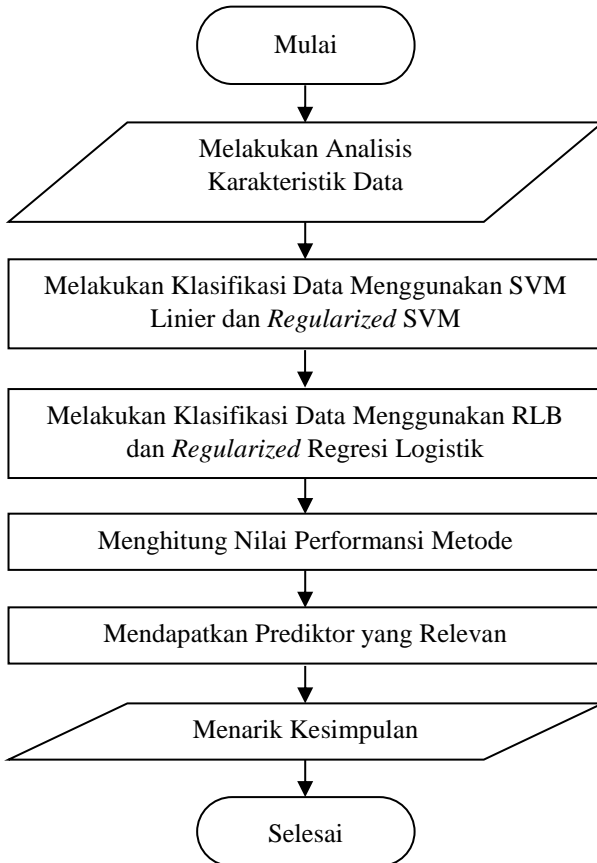 Mulai
Melakukan Analisis
Karakteristik Data
Melakukan Klasifikasi Data Menggunakan SVM
Linier dan Regularized SVM
Melakukan Klasifikasi Data Menggunakan RLB
dan Regularized Regresi Logistik
Menghitung Nilai Performansi Metode
Mendapatkan Prediktor yang Relevan
Menarik Kesimpulan
Selesai